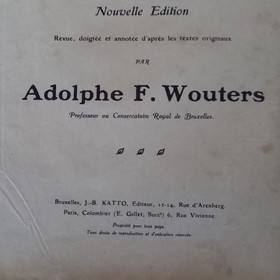 Nouvelle Edition
Revue, doigtée et annotée d'après les textes originaux
PAR
Adolphe F. Wouters
Professeur au Conservatoire Royal de Bruxelles.
Bruxelles, J.-B. KATTO, Editeur, 12-14, Rue d'Arenberg.
Paris, Colombier (E. Gallet, Succr) 6, Rue Vivienne.
Propriété pour tous pays
Tous droits de reproduction et d'exécution réservés